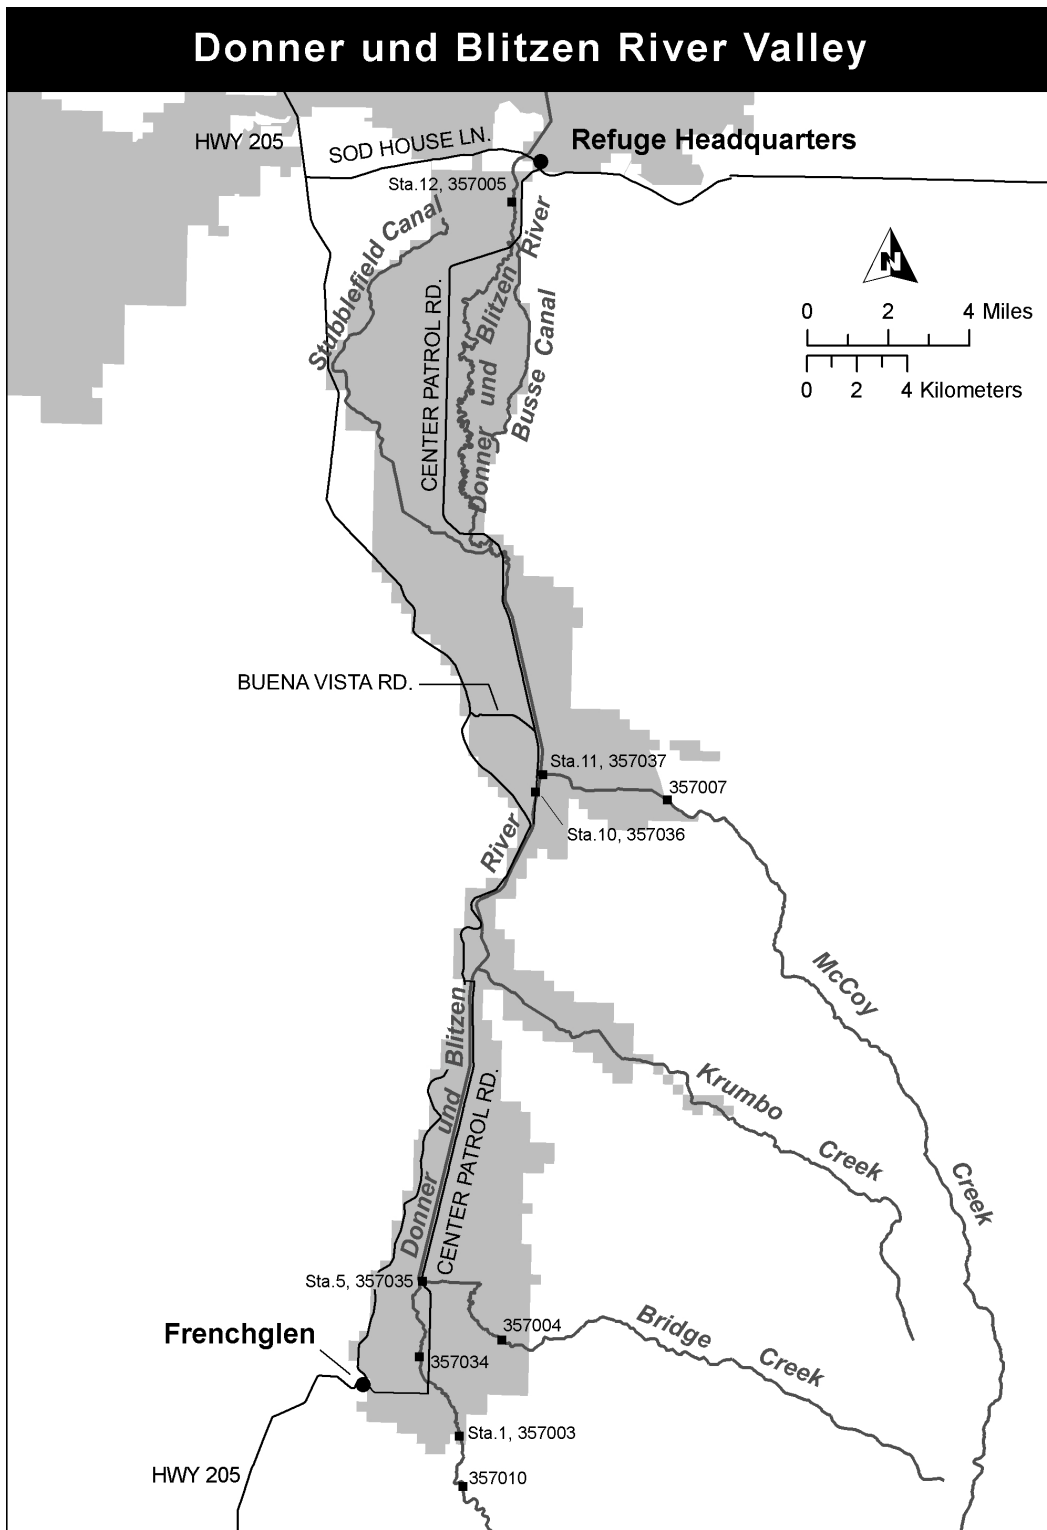 Donner und Blitzen River Valley
HWY 205
SOD HOUSE LN.
Refuge Headquarters
Sta.12, 357005
Stubblefield Canal
Donner und Blitzen River
Busse Canal
CENTER PATROL RD.
N
0 2 4 Miles
0 2 4 Kilometers
BUENA VISTA RD.
Sta.11, 357037
357007
Sta.10, 357036
McCoy Creek
Krumbo Creek
Donner und Blitzen River
CENTER PATROL RD.
Sta.5, 357035
357004
Bridge Creek
Frenchglen
357034
Sta.1, 357003
HWY 205
357010